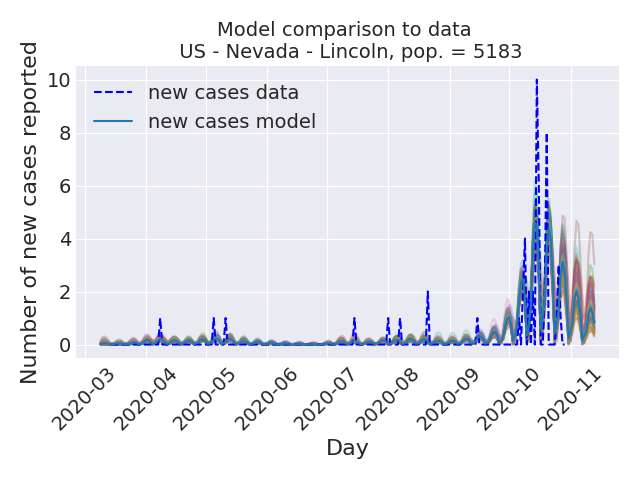 Model comparison to data
US - Nevada - Lincoln, pop. = 5183
Number of new cases reported
10
8
6
4
2
0
new cases data
new cases model
2020-03
2020-04
2020-05
2020-06
2020-07
2020-08
2020-09
2020-10
2020-11
Day